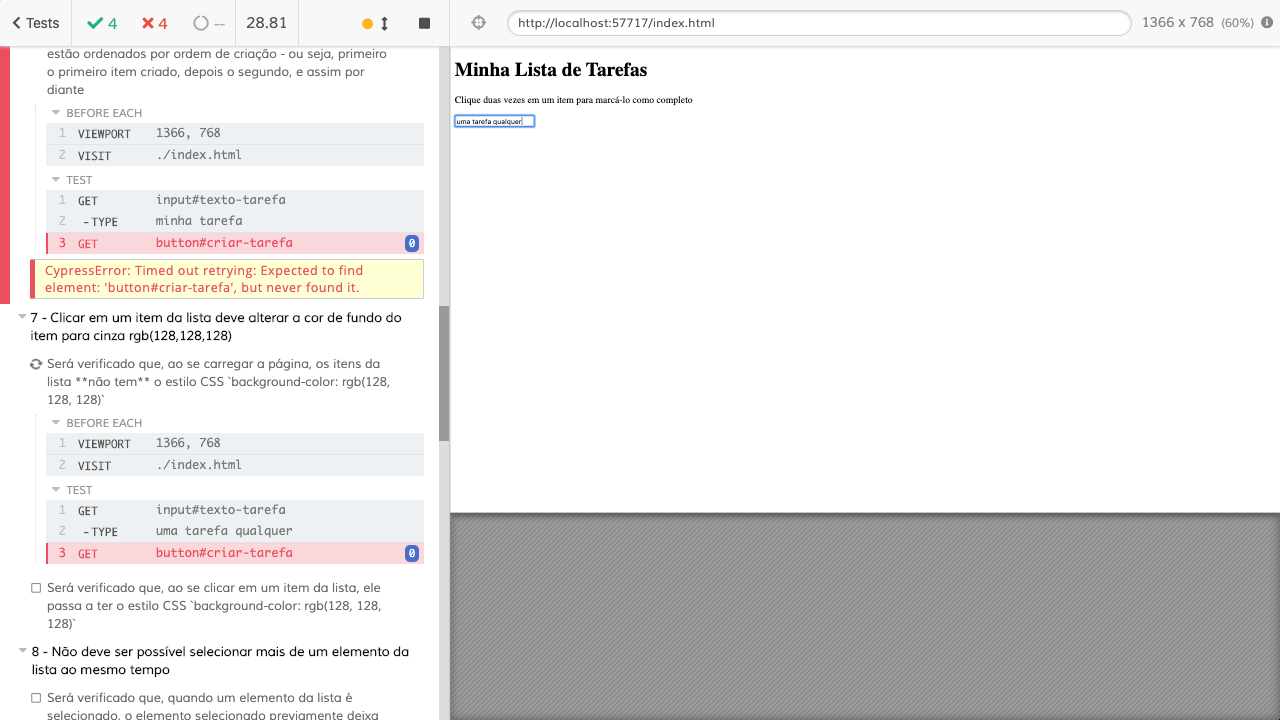 Tests 4 4 -- 28.81 http://localhost:57717/index.html 1366 x 768 (60%)
estão ordenados por ordem de criação - ou seja, primeiro
o primeiro item criado, depois o segundo, e assim por
diante
BEFORE EACH
1 VIEWPORT 1366, 768
2 VISIT ./index.html
TEST
1 GET input#texto-tarefa
2 -TYPE minha tarefa
3 GET button#criar-tarefa 0
CypressError: Timed out retrying: Expected to find
element: 'button#criar-tarefa', but never found it.
7 - Clicar em um item da lista deve alterar a cor de fundo do
item para cinza rgb(128,128,128)
Será verificado que, ao se carregar a página, os itens da
lista **não tem** o estilo CSS `background-color: rgb(128,
128, 128)`
BEFORE EACH
1 VIEWPORT 1366, 768
2 VISIT ./index.html
TEST
1 GET input#texto-tarefa
2 -TYPE uma tarefa qualquer
3 GET button#criar-tarefa 0
Será verificado que, ao se clicar em um item da lista, ele
passa a ter o estilo CSS `background-color: rgb(128, 128,
128)`
8 - Não deve ser possível selecionar mais de um elemento da
lista ao mesmo tempo
Será verificado que, quando um elemento da lista é
selecionado, o elemento selecionado previamente deixa
Minha Lista de Tarefas
Clique duas vezes em um item para marcá-lo como completo
uma tarefa qualquer